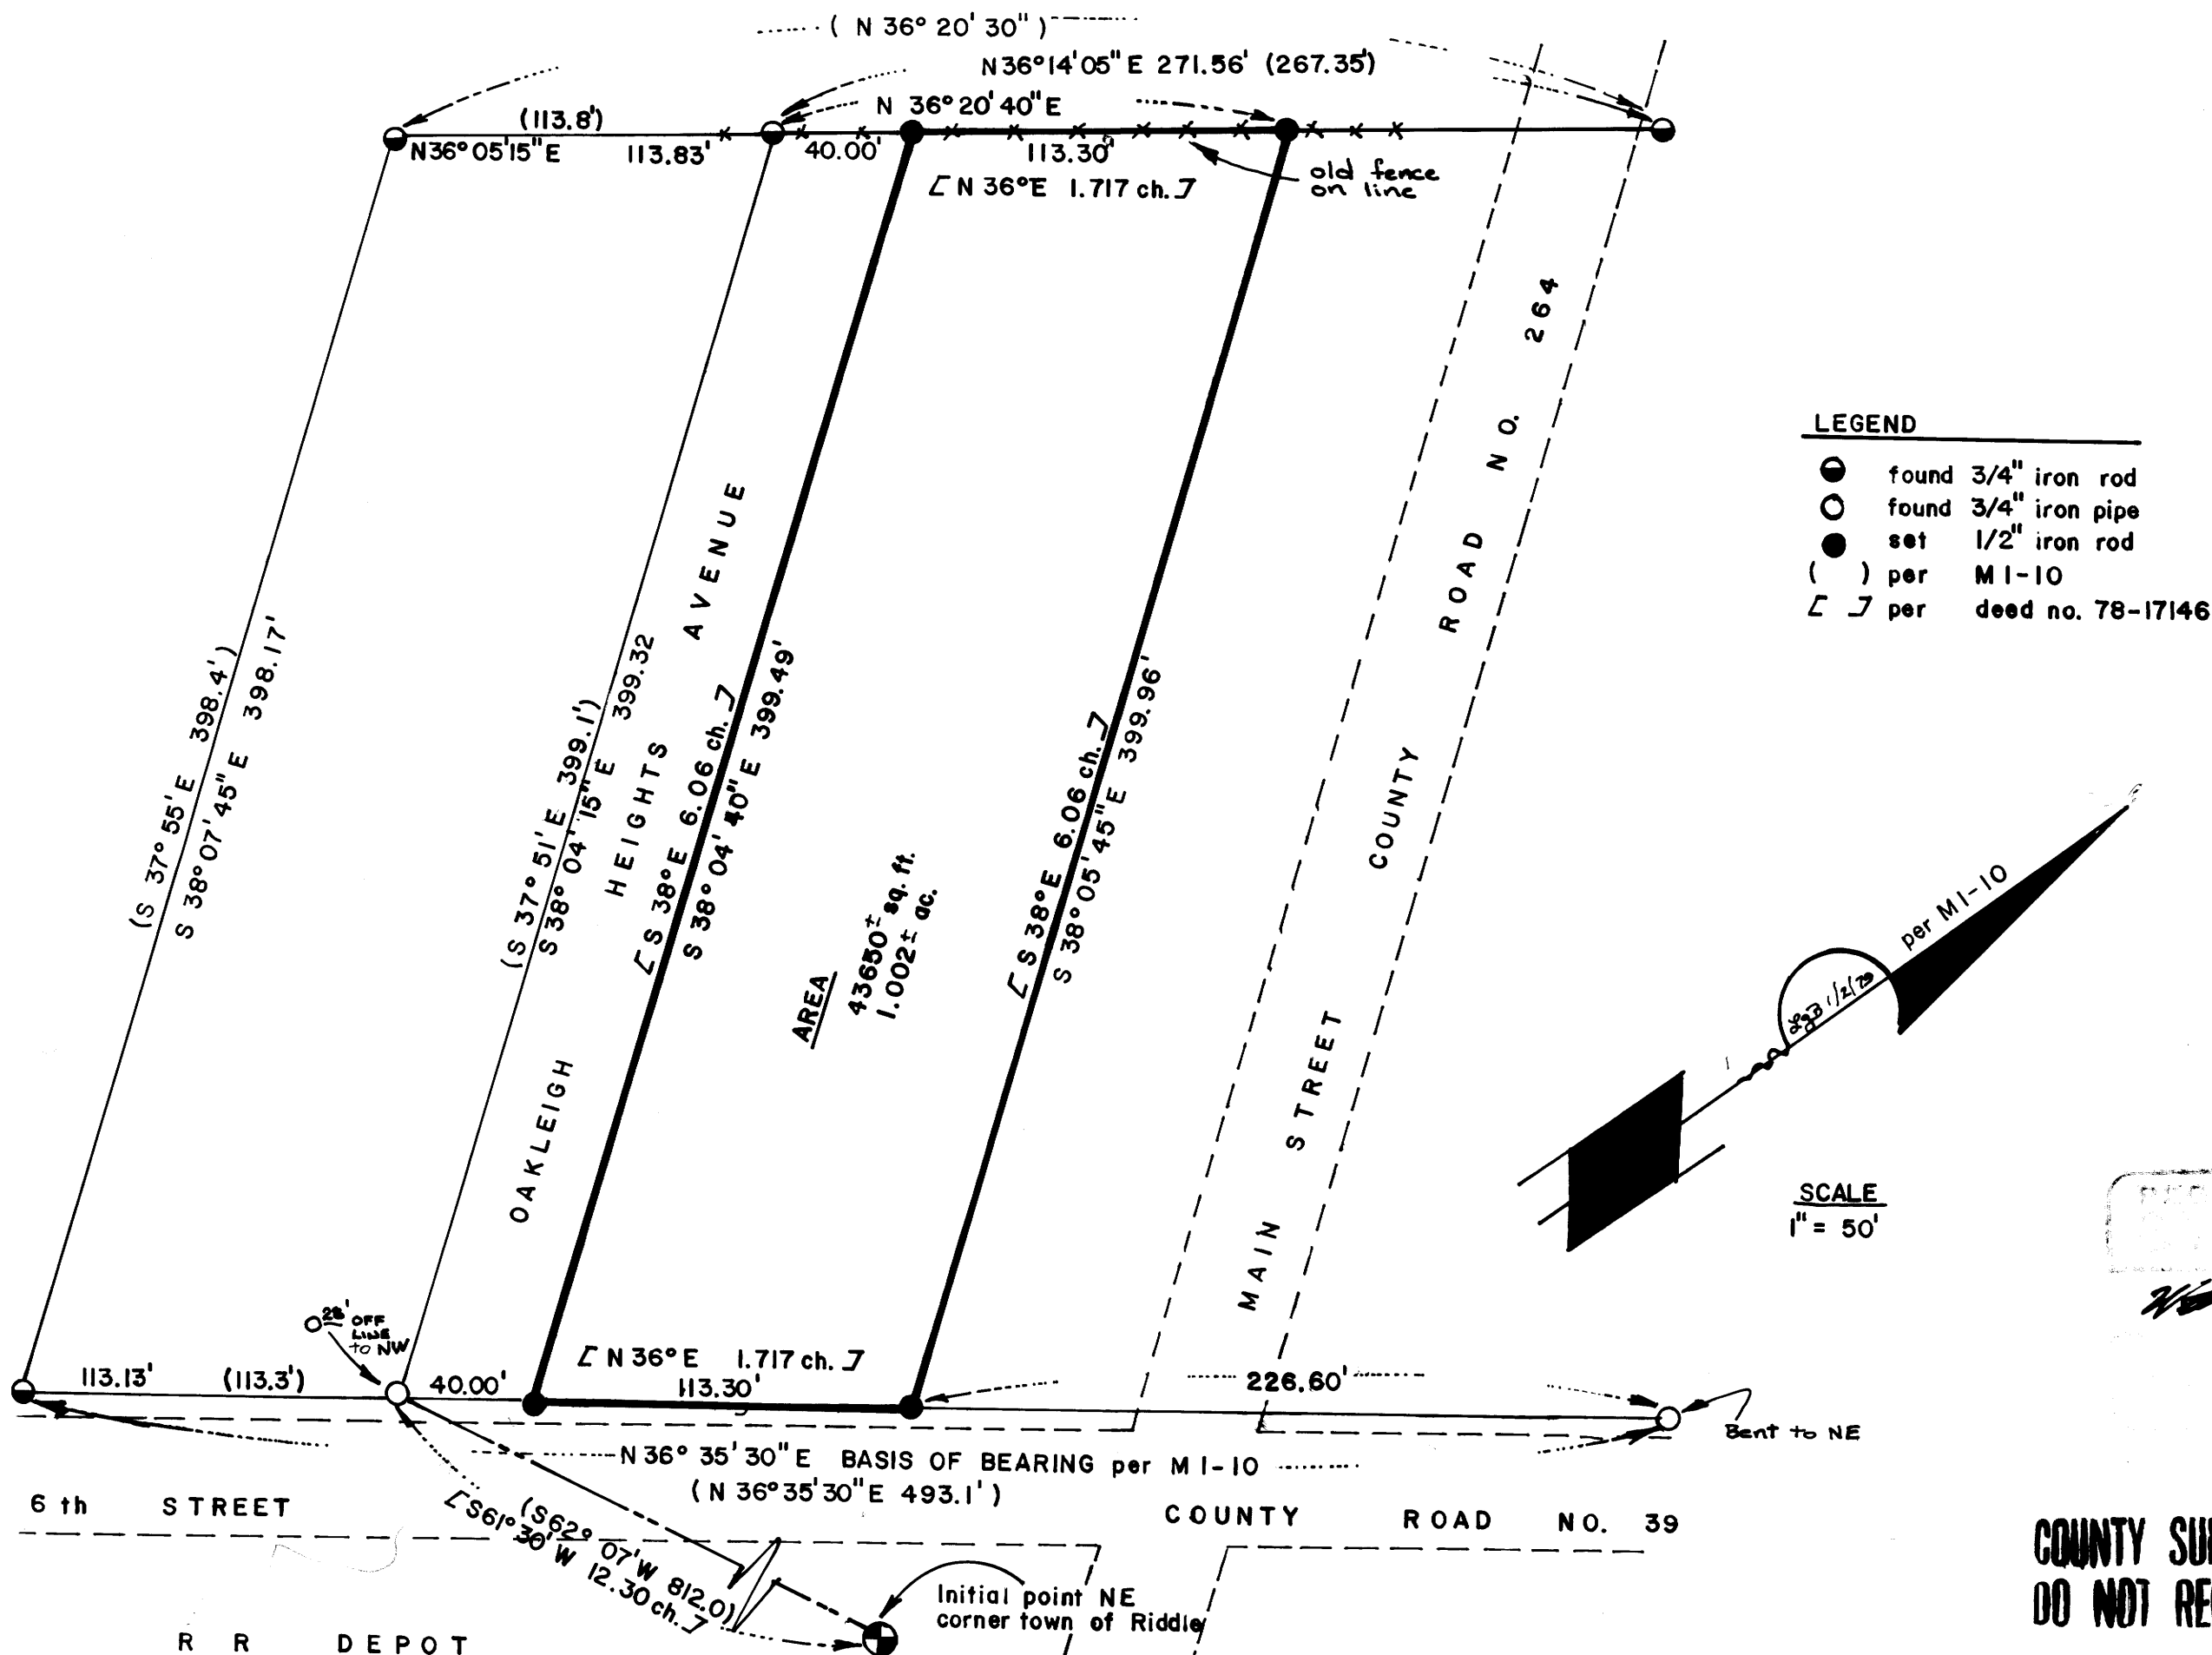 ( N 36° 20' 30" )
N36°14'05"E 271.56' (267.35')
N 36°20'40"E
(113.8')
N36°05'15"E 113.83'
40.00'
113.30'
[ N 36°E 1.717 ch. ]
old fence
on line
(S 37° 55' E 398.4')
S 38°07'45"E 398.17'
(S 37° 51' E 399.1')
S 38° 04' 15"E 399.32
OAKLEIGH HEIGHTS AVENUE
[ S 38°E 6.06 ch. ]
S 38°04'40"E 399.49'
AREA
43650± sq. ft.
1.002± ac.
[ S 38°E 6.06 ch. ]
S 38°05'45"E 399.96'
MAIN STREET COUNTY ROAD NO. 264
LEGEND
found 3/4" iron rod
found 3/4" iron pipe
set 1/2" iron rod
( ) per M 1-10
[ ] per deed no. 78-17146
per M 1-10
1/2/79
SCALE
1" = 50'
OFF
LINE
to NW
113.13' (113.3')
40.00'
[ N 36°E 1.717 ch. ]
113.30'
226.60'
Bent to NE
N 36° 35' 30" E BASIS OF BEARING per M 1-10
( N 36°35'30"E 493.1' )
6 th STREET
COUNTY ROAD NO. 39
(S62° 07'W 812.0)
[ S61°30'W 12.30 ch. ]
Initial point NE
corner town of Riddle
R R DEPOT
COUNTY SU
DO NOT RE